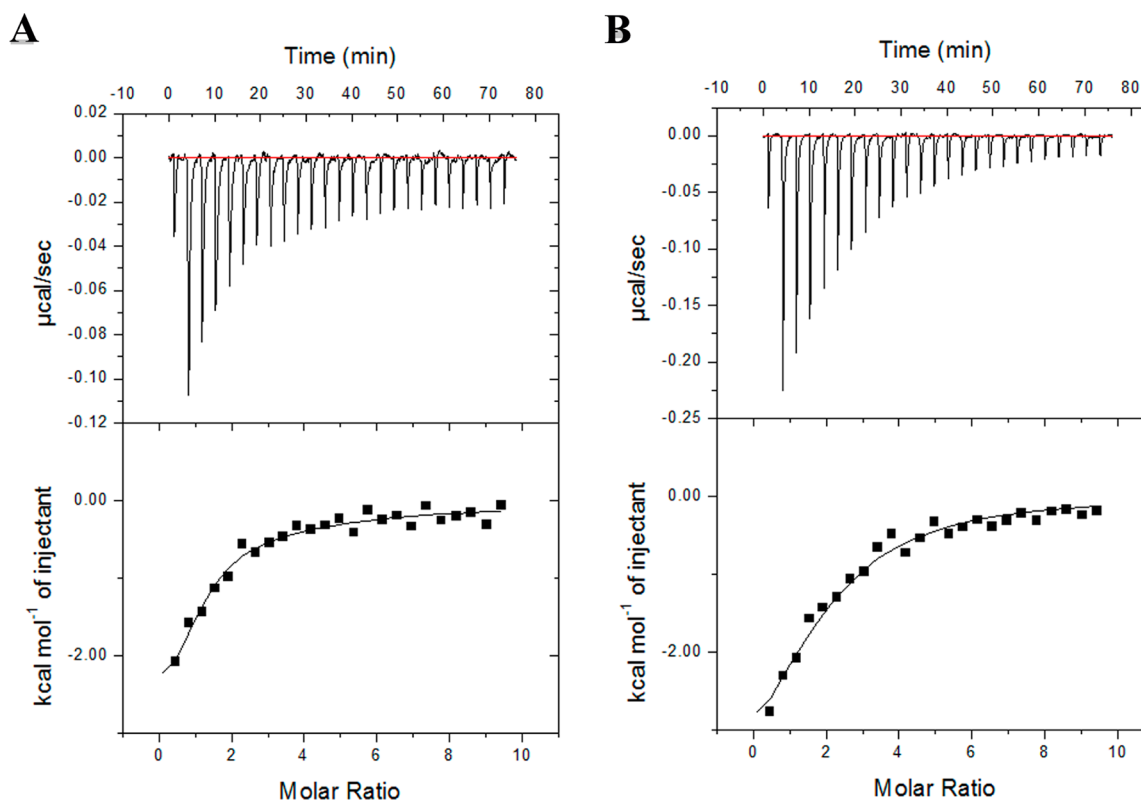 A
Time (min)
-10 0 10 20 30 40 50 60 70 80
0.02
0.00
-0.02
-0.04
-0.06
-0.08
-0.10
-0.12
µcal/sec
0.00
-2.00
kcal mol⁻¹ of injectant
0 2 4 6 8 10
Molar Ratio
B
Time (min)
-10 0 10 20 30 40 50 60 70 80
0.00
-0.05
-0.10
-0.15
-0.20
-0.25
µcal/sec
0.00
-2.00
kcal mol⁻¹ of injectant
0 2 4 6 8 10
Molar Ratio